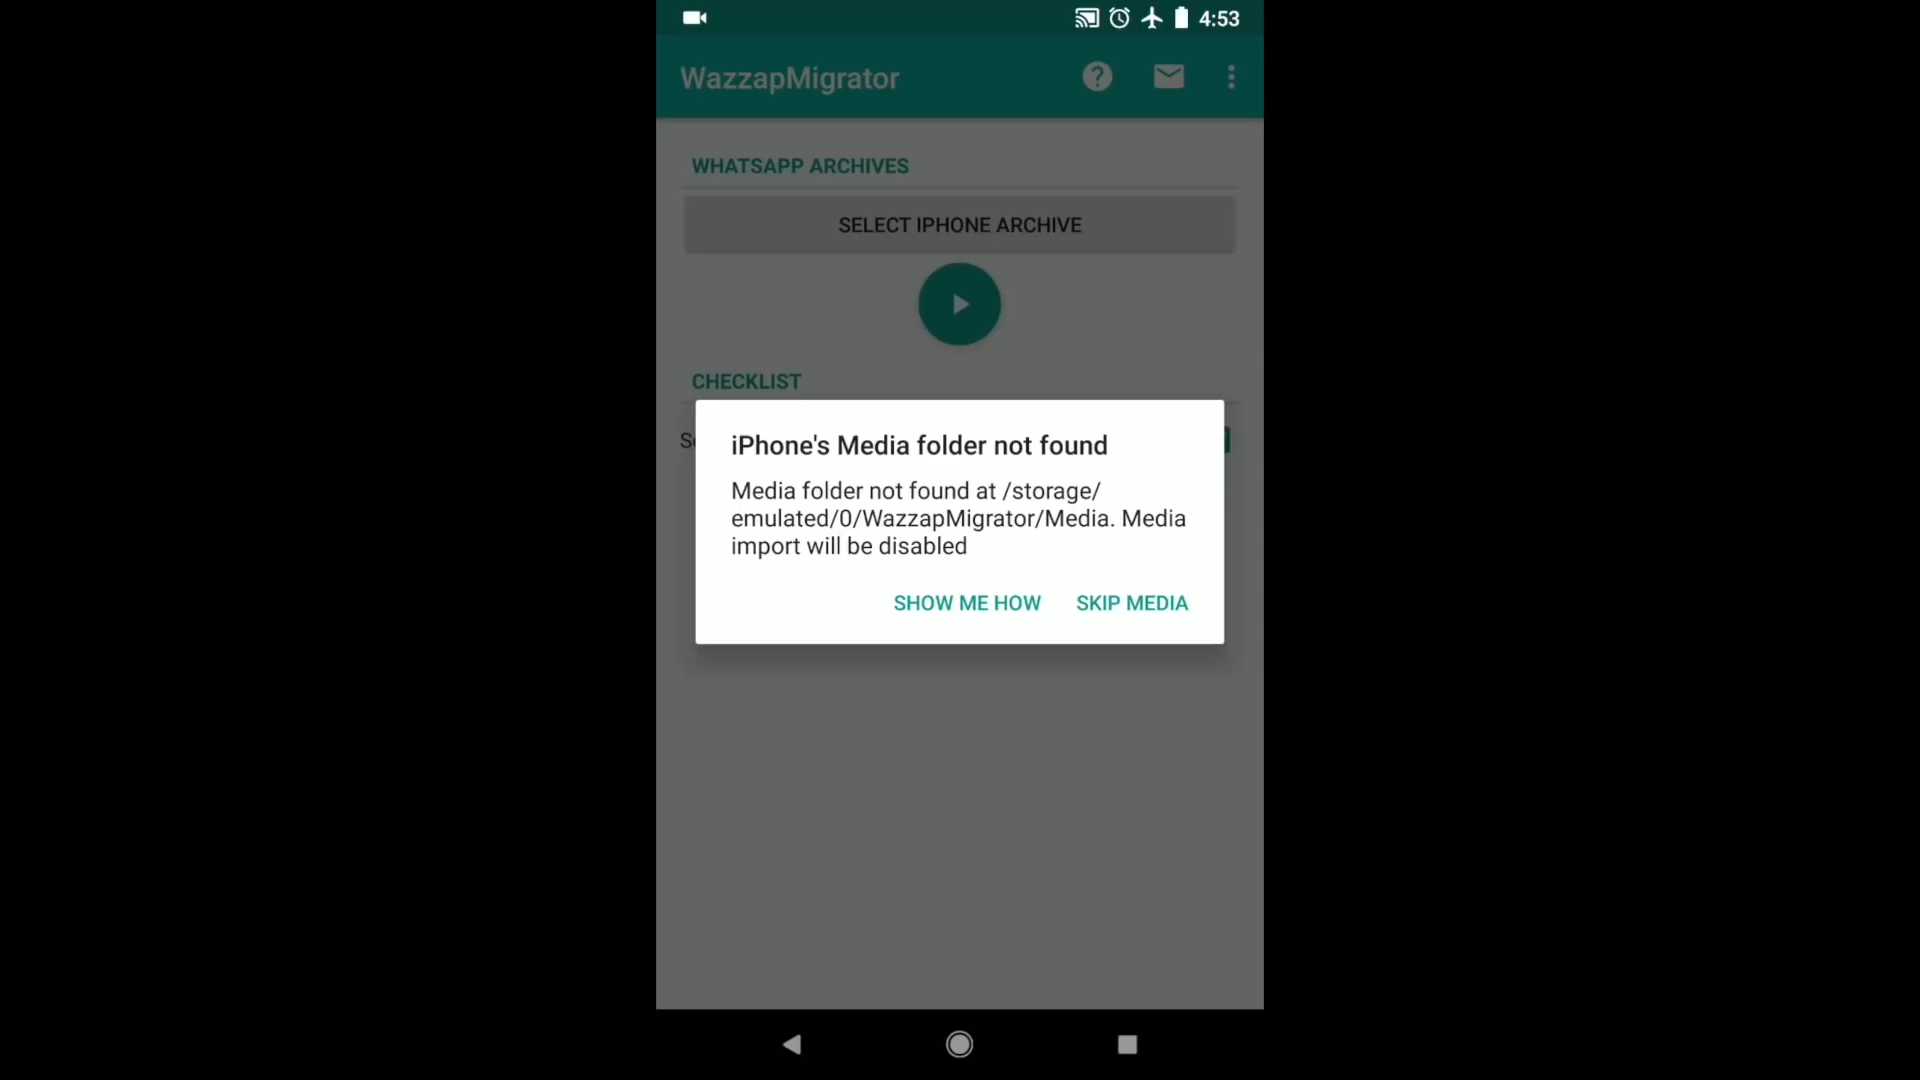 4:53
WazzapMigrator
WHATSAPP ARCHIVES
SELECT IPHONE ARCHIVE
CHECKLIST
iPhone's Media folder not found
Media folder not found at /storage/
emulated/0/WazzapMigrator/Media. Media
import will be disabled
SHOW ME HOW SKIP MEDIA